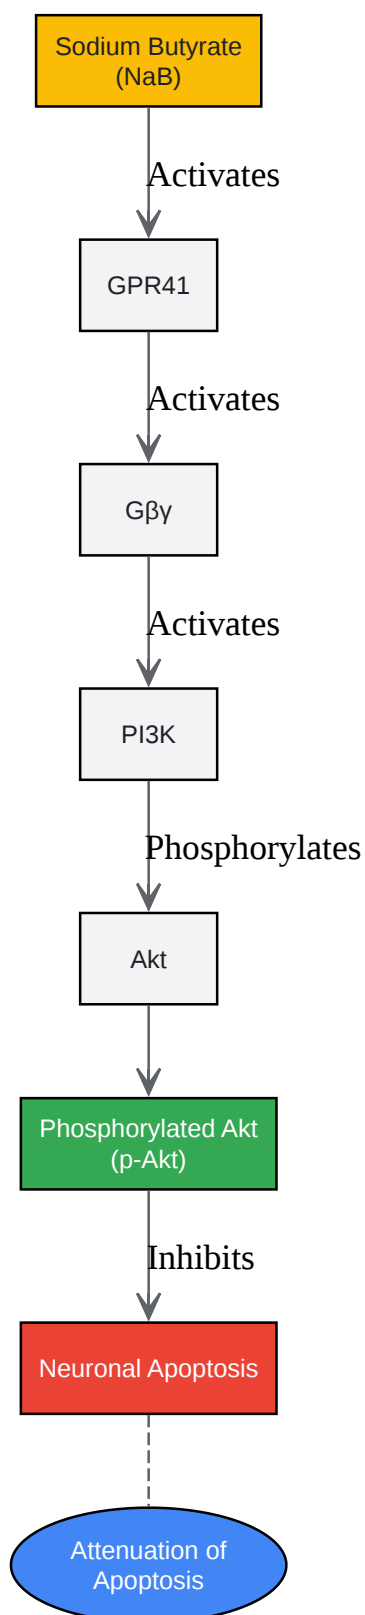 Sodium Butyrate
(NaB)
Activates
GPR41
Activates
Gβγ
Activates
PI3K
Phosphorylates
Akt
Phosphorylated Akt
(p-Akt)
Inhibits
Neuronal Apoptosis
Attenuation of
Apoptosis